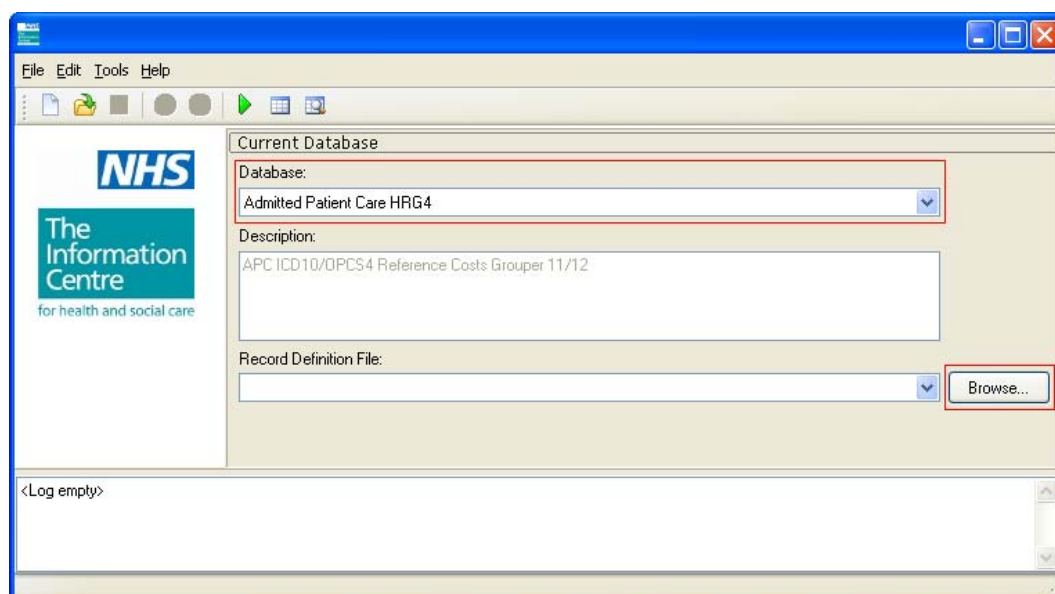 File Edit Tools Help
Current Database
NHS
The
Information
Centre
for health and social care
Database:
Admitted Patient Care HRG4
Description:
APC ICD10/OPCS4 Reference Costs Grouper 11/12
Record Definition File:
Browse...
<Log empty>